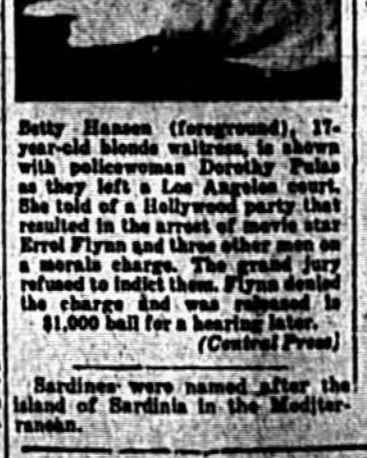 Betty Hansen (foreground), 17-
year-old blonde waitress, is shown
with policewoman Dorothy Pulas
as they left a Los Angeles court.
She told of a Hollywood party that
resulted in the arrest of movie star
Errol Flynn and three other men on
a morals charge. The grand jury
refused to indict them. Flynn denied
the charge and was released in
$1,000 bail for a hearing later.
(Central Press)
Sardines were named after the
island of Sardinia in the Mediter-
ranean.